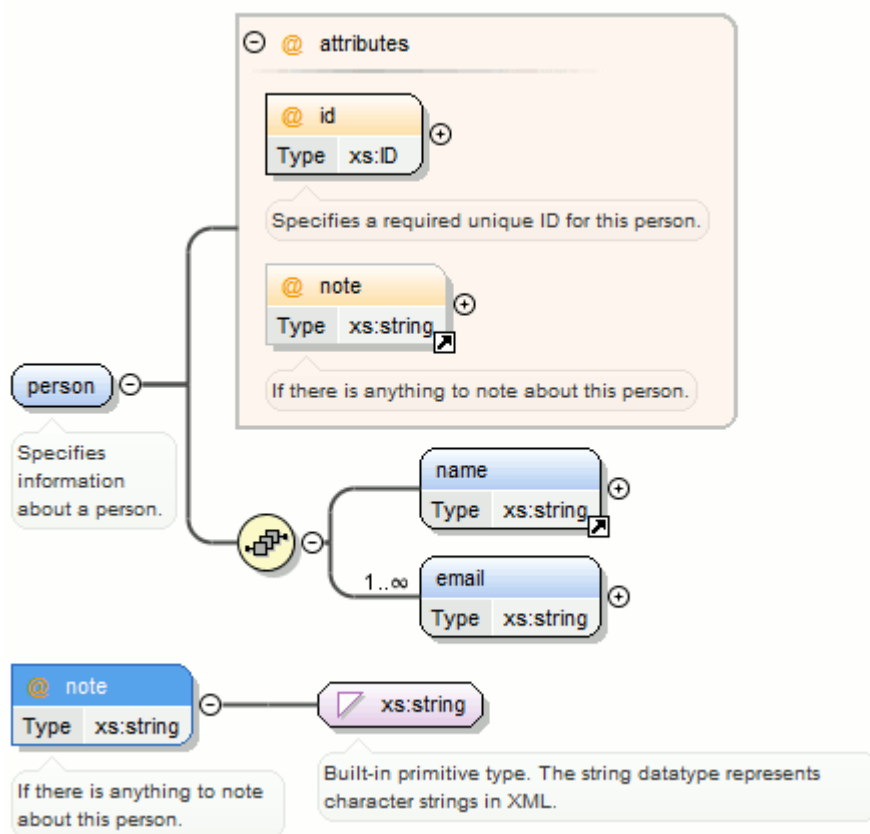 @ attributes
@ id
Type xs:ID
Specifies a required unique ID for this person.
@ note
Type xs:string
If there is anything to note about this person.
person
Specifies
information
about a person.
name
Type xs:string
1..∞
email
Type xs:string
@ note
Type xs:string
If there is anything to note
about this person.
xs:string
Built-in primitive type. The string datatype represents
character strings in XML.